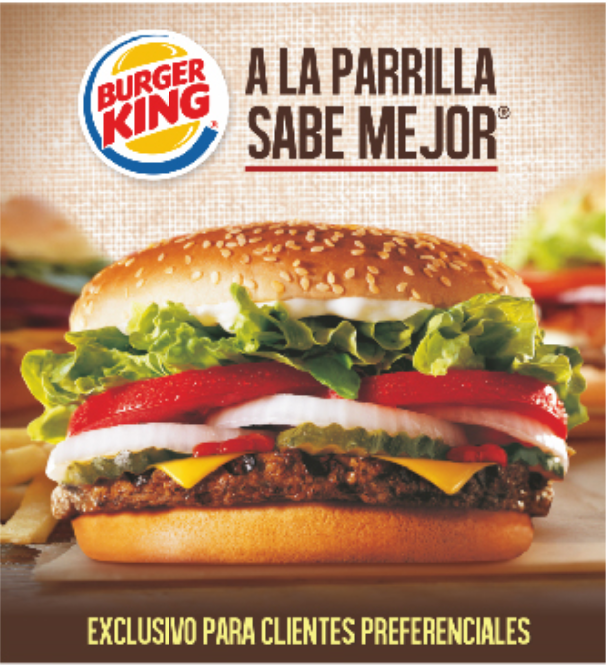 BURGER
KING®
A LA PARRILLA
SABE MEJOR®
EXCLUSIVO PARA CLIENTES PREFERENCIALES